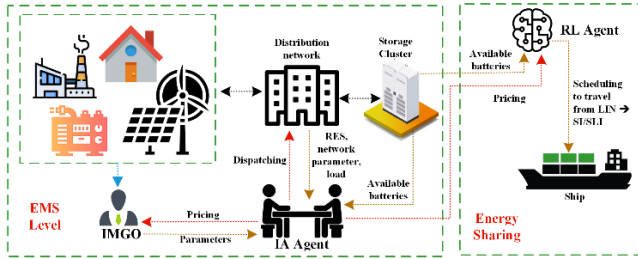 Distribution
network
Storage
Cluster
Available
batteries
RL Agent
Pricing
Scheduling
to travel
from LIN →
SI/SLI
Ship
RES,
network
parameter,
load
Dispatching
Available
batteries
EMS
Level
IMGO
Pricing
Parameters
IA Agent
Energy
Sharing